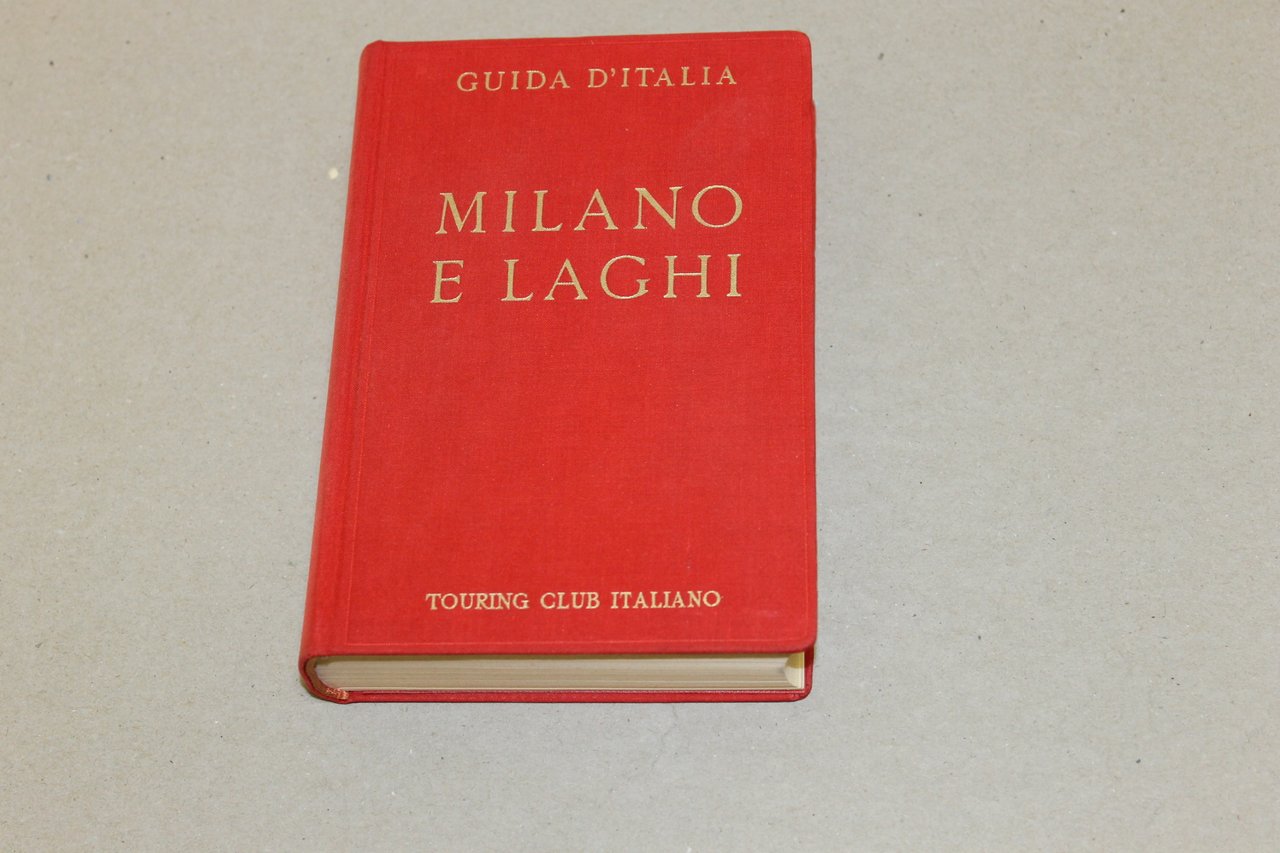 GUIDA D'ITALIA
MILANO
E LAGHI
TOURING CLUB ITALIANO